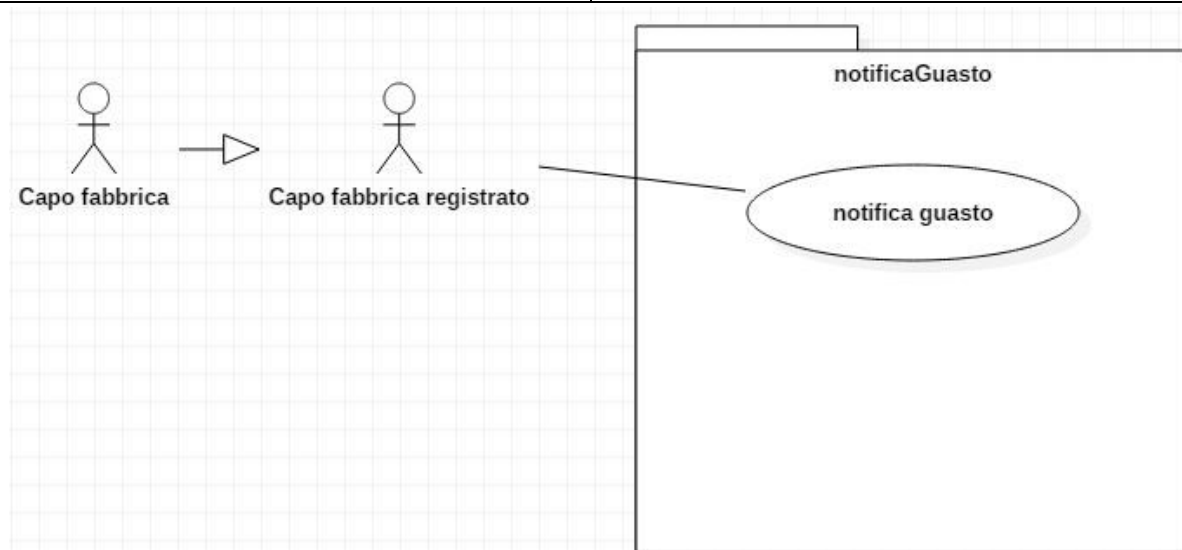 notificaGuasto
Capo fabbrica
Capo fabbrica registrato
notifica guasto